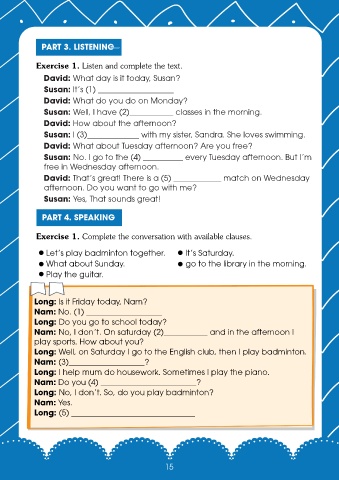 PART 3. LISTENING
Exercise 1. Listen and complete the text.
David: What day is it today, Susan?
Susan: It's (1) ___________________
David: What do you do on Monday?
Susan: Well, I have (2)___________ classes in the morning.
David: How about the afternoon?
Susan: I (3)_____________ with my sister, Sandra. She loves swimming.
David: What about Tuesday afternoon? Are you free?
Susan: No. I go to the (4) __________ every Tuesday afternoon. But I'm
free in Wednesday afternoon.
David: That's great! There is a (5) ____________ match on Wednesday
afternoon. Do you want to go with me?
Susan: Yes, That sounds great!
PART 4. SPEAKING
Exercise 1. Complete the conversation with available clauses.
● Let's play badminton together. ● It's Saturday.
● What about Sunday. ● go to the library in the morning.
● Play the guitar.
Long: Is it Friday today, Nam?
Nam: No. (1) ___________________
Long: Do you go to school today?
Nam: No, I don't. On saturday (2)___________ and in the afternoon I
play sports. How about you?
Long: Well, on Saturday I go to the English club, then I play badminton.
Nam: (3)___________________?
Long: I help mum do housework. Sometimes I play the piano.
Nam: Do you (4) ________________________?
Long: No, I don't. So, do you play badminton?
Nam: Yes.
Long: (5) _______________________________
15